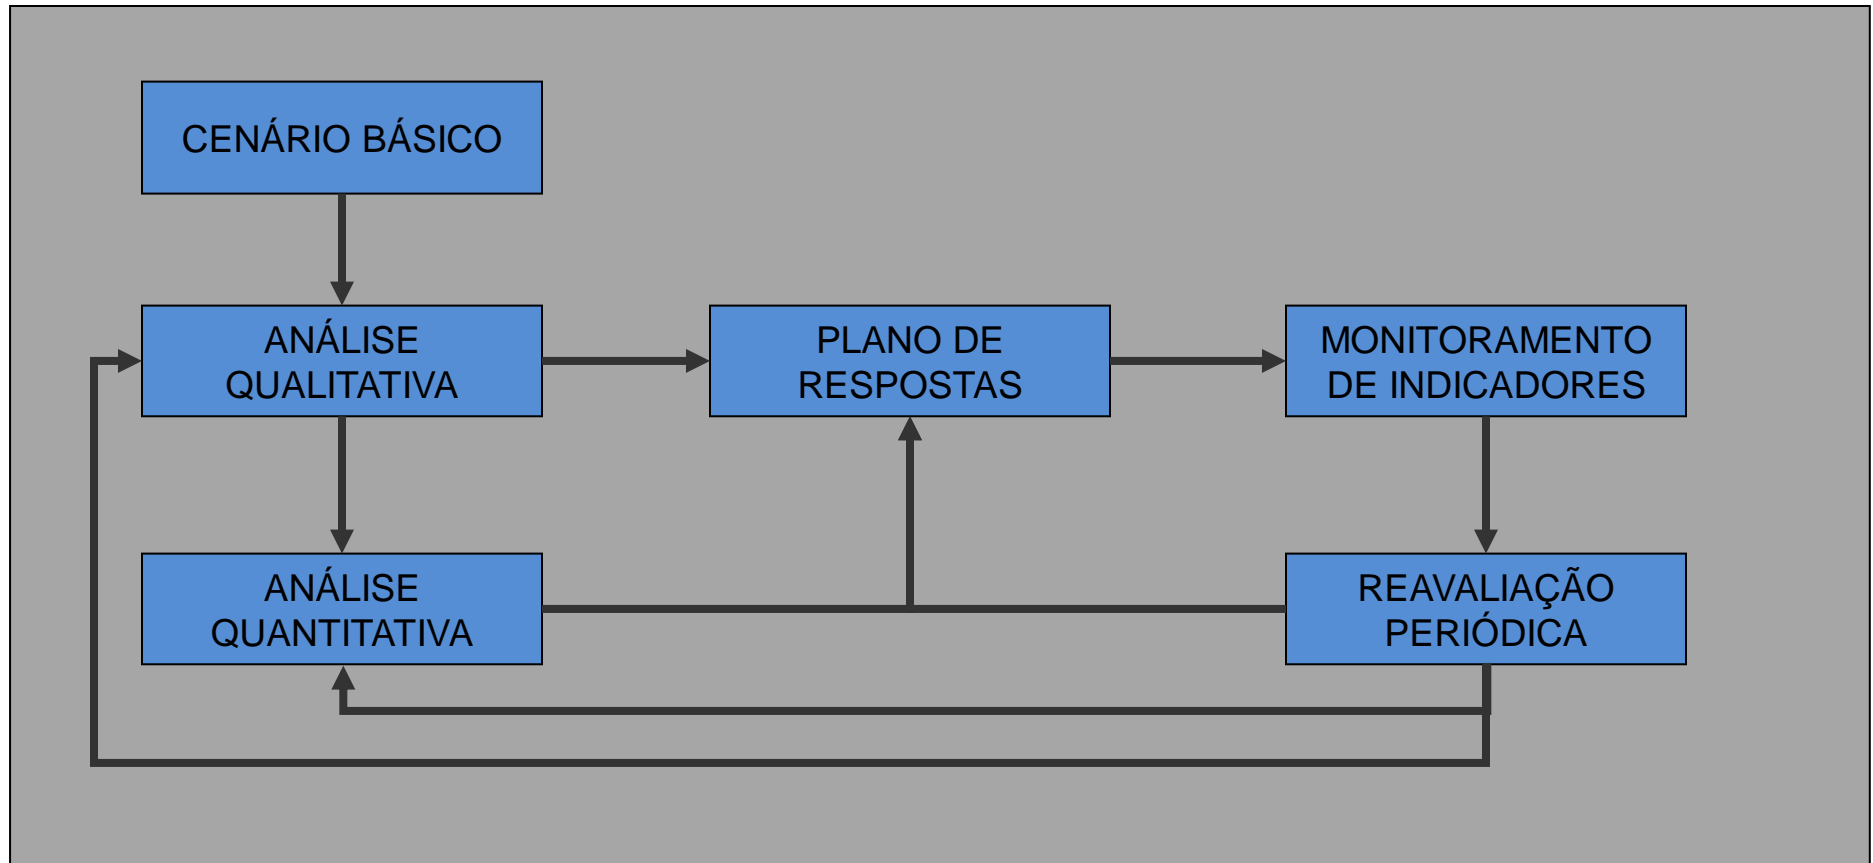 CENÁRIO BÁSICO
ANÁLISE
QUALITATIVA
PLANO DE
RESPOSTAS
MONITORAMENTO
DE INDICADORES
ANÁLISE
QUANTITATIVA
REAVALIAÇÃO
PERIÓDICA